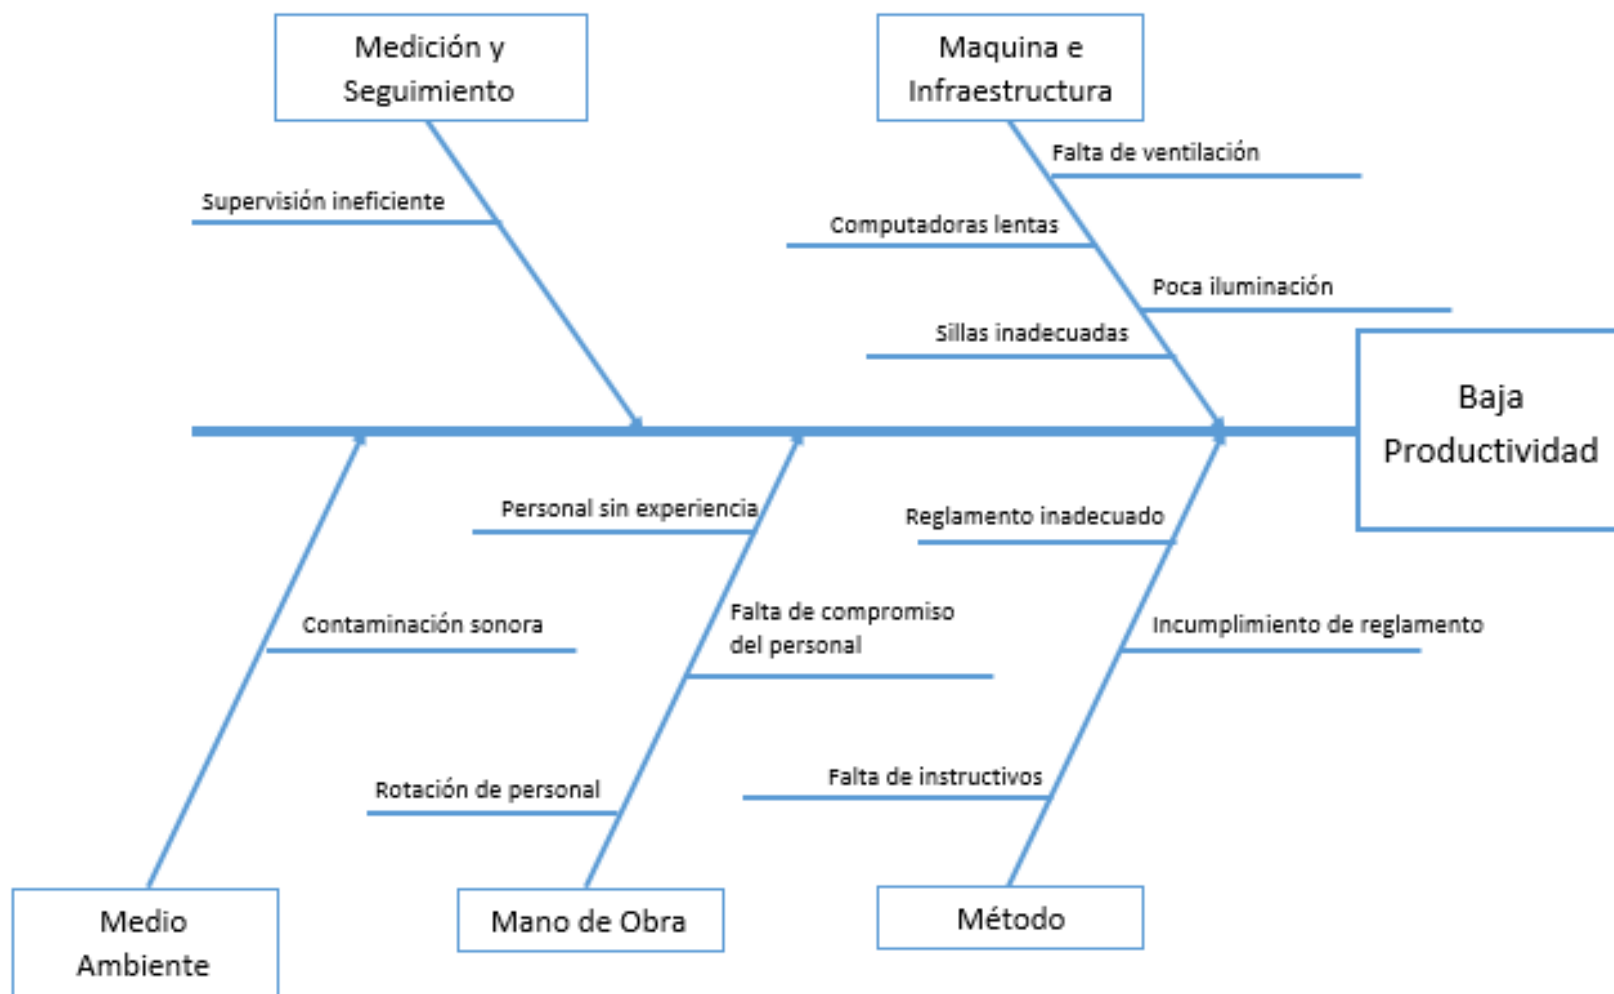 Medición y
Seguimiento
Maquina e
Infraestructura
Falta de ventilación
Supervisión ineficiente
Computadoras lentas
Poca iluminación
Sillas inadecuadas
Baja
Productividad
Personal sin experiencia
Reglamento inadecuado
Contaminación sonora
Falta de compromiso
del personal
Incumplimiento de reglamento
Rotación de personal
Falta de instructivos
Medio
Ambiente
Mano de Obra
Método